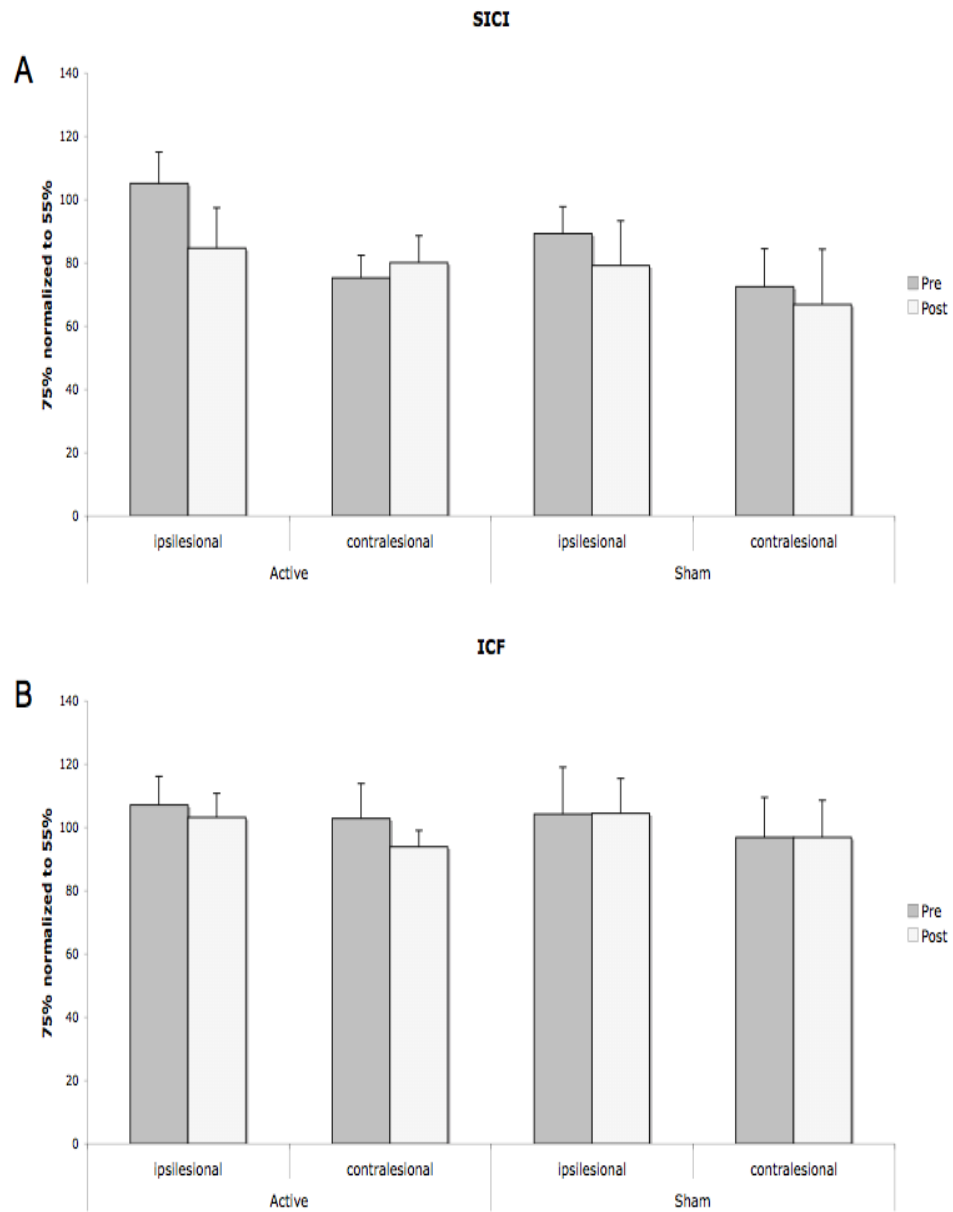 SICI
A
75% normalized to 55%
140
120
100
80
60
40
20
0
ipsilesional contralesional ipsilesional contralesional
Active Sham
Pre
Post
ICF
B
75% normalized to 55%
140
120
100
80
60
40
20
0
ipsilesional contralesional ipsilesional contralesional
Active Sham
Pre
Post